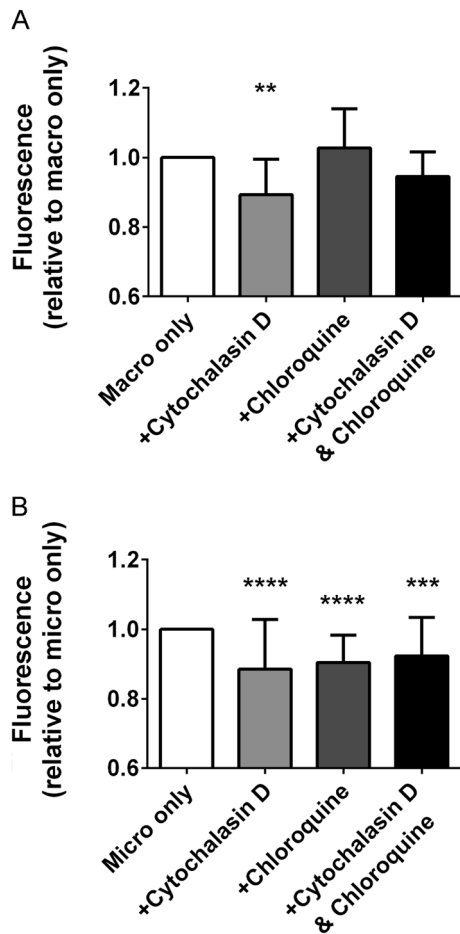 A
Fluorescence
(relative to macro only)
1.2
1.0
0.8
0.6
**
Macro only
+Cytochalasin D
+Chloroquine
+Cytochalasin D
& Chloroquine
B
Fluorescence
(relative to micro only)
1.2
1.0
0.8
0.6
****
****
***
Micro only
+Cytochalasin D
+Chloroquine
+Cytochalasin D
& Chloroquine